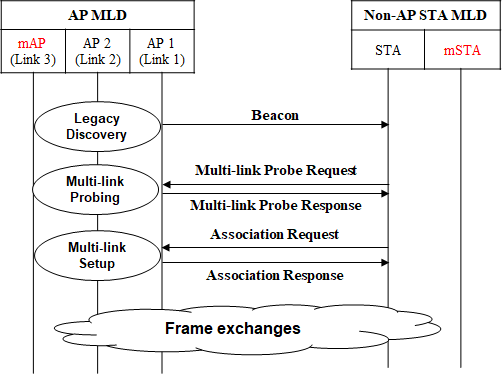 AP MLD
Non-AP STA MLD
mAP
(Link 3)
AP 2
(Link 2)
AP 1
(Link 1)
STA
mSTA
Legacy
Discovery
Beacon
Multi-link
Probing
Multi-link Probe Request
Multi-link Probe Response
Multi-link
Setup
Association Request
Association Response
Frame exchanges